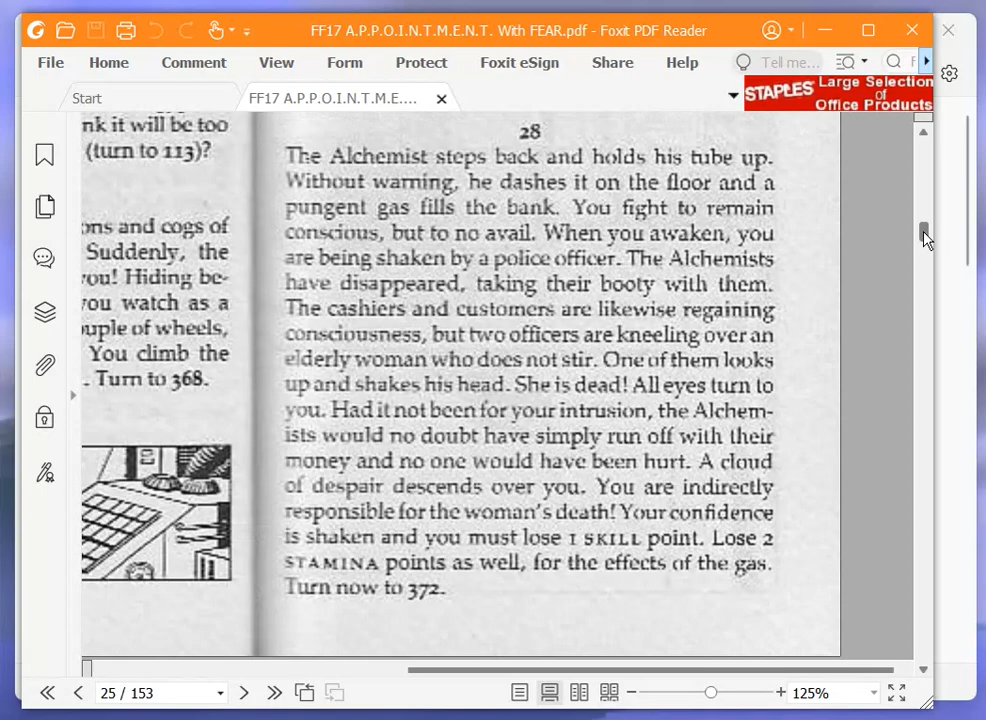 FF17 A.P.P.O.I.N.T.M.E.N.T. With FEAR.pdf - Foxit PDF Reader
File Home Comment View Form Protect Foxit eSign Share Help Tell me... F
Start FF17 A.P.P.O.I.N.T.M.E....
STAPLES Large Selection
of
Office Products
nk it will be too
(turn to 113)?
ons and cogs of
Suddenly, the
you! Hiding be-
you watch as a
ouple of wheels,
You climb the
. Turn to 368.
28
The Alchemist steps back and holds his tube up.
Without warning, he dashes it on the floor and a
pungent gas fills the bank. You fight to remain
conscious, but to no avail. When you awaken, you
are being shaken by a police officer. The Alchemists
have disappeared, taking their booty with them.
The cashiers and customers are likewise regaining
consciousness, but two officers are kneeling over an
elderly woman who does not stir. One of them looks
up and shakes his head. She is dead! All eyes turn to
you. Had it not been for your intrusion, the Alchem-
ists would no doubt have simply run off with their
money and no one would have been hurt. A cloud
of despair descends over you. You are indirectly
responsible for the woman's death! Your confidence
is shaken and you must lose 1 SKILL point. Lose 2
STAMINA points as well, for the effects of the gas.
Turn now to 372.
25 / 153
125%